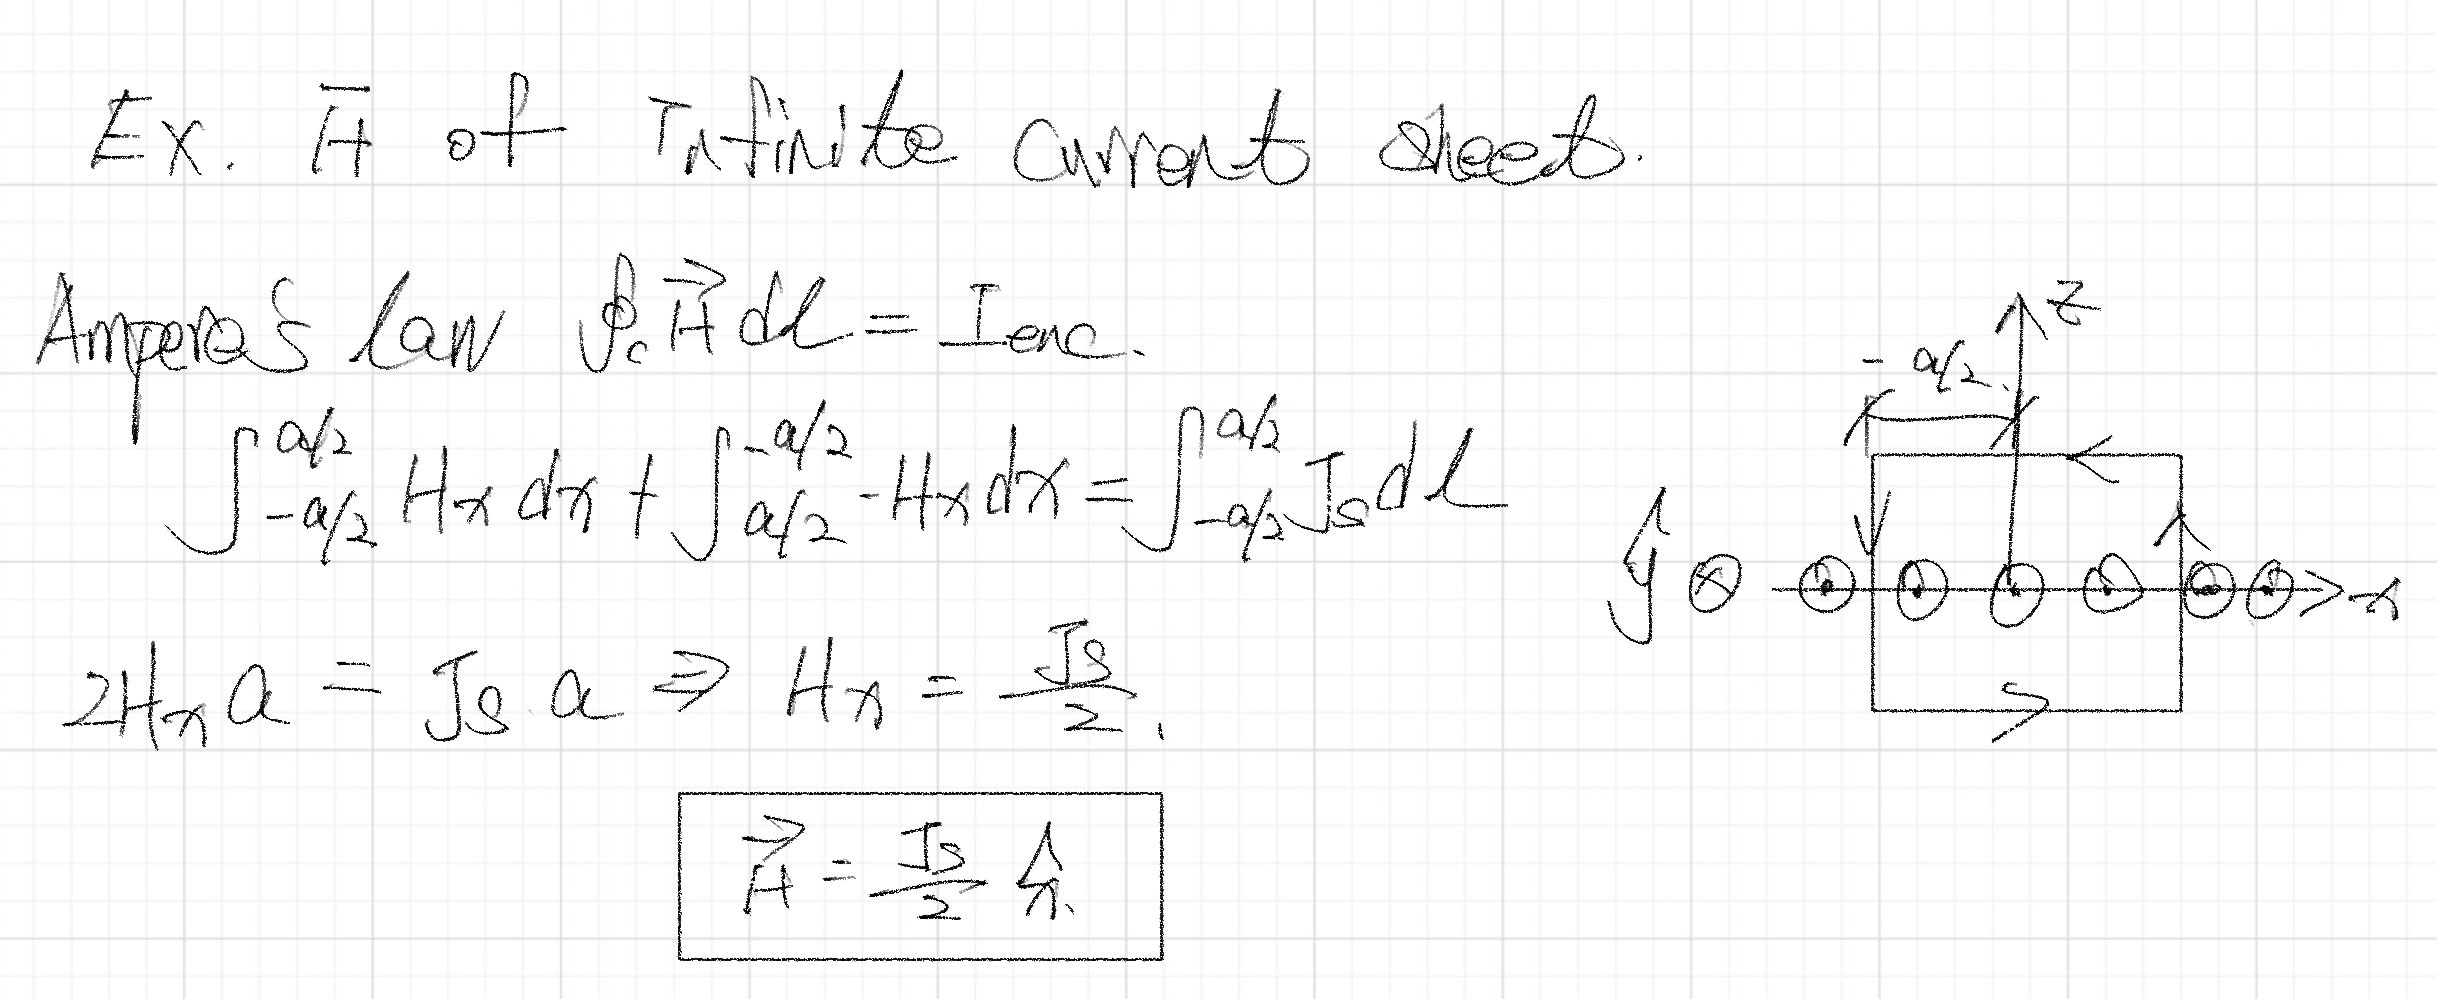 Ex. H̄ of Infinite current sheet.
Ampere's law ∮c H⃗ dl = Ienc.
∫_{-a/2}^{a/2} Hx dx + ∫_{a/2}^{-a/2} -Hx dx = ∫_{-a/2}^{a/2} Js dl
2Hx a = Js a ⇒ Hx = Js/2.
H⃗ = Js/2 x̂.
z
- a/2.
ŷ
x